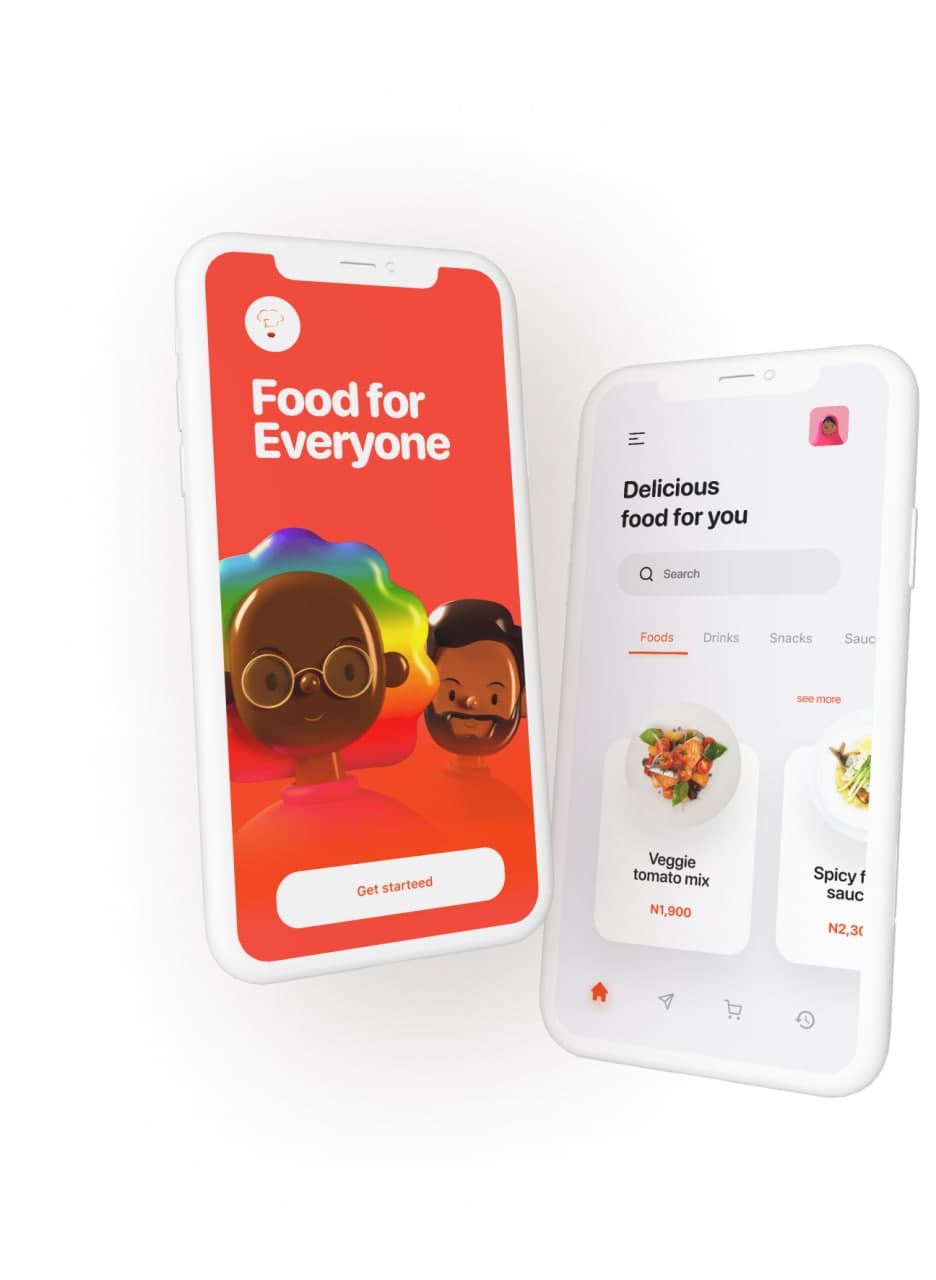 Food for
Everyone
Get starteed
Delicious
food for you
Search
Foods Drinks Snacks Sauc
see more
Veggie
tomato mix
N1,900
Spicy f
sauc
N2,30